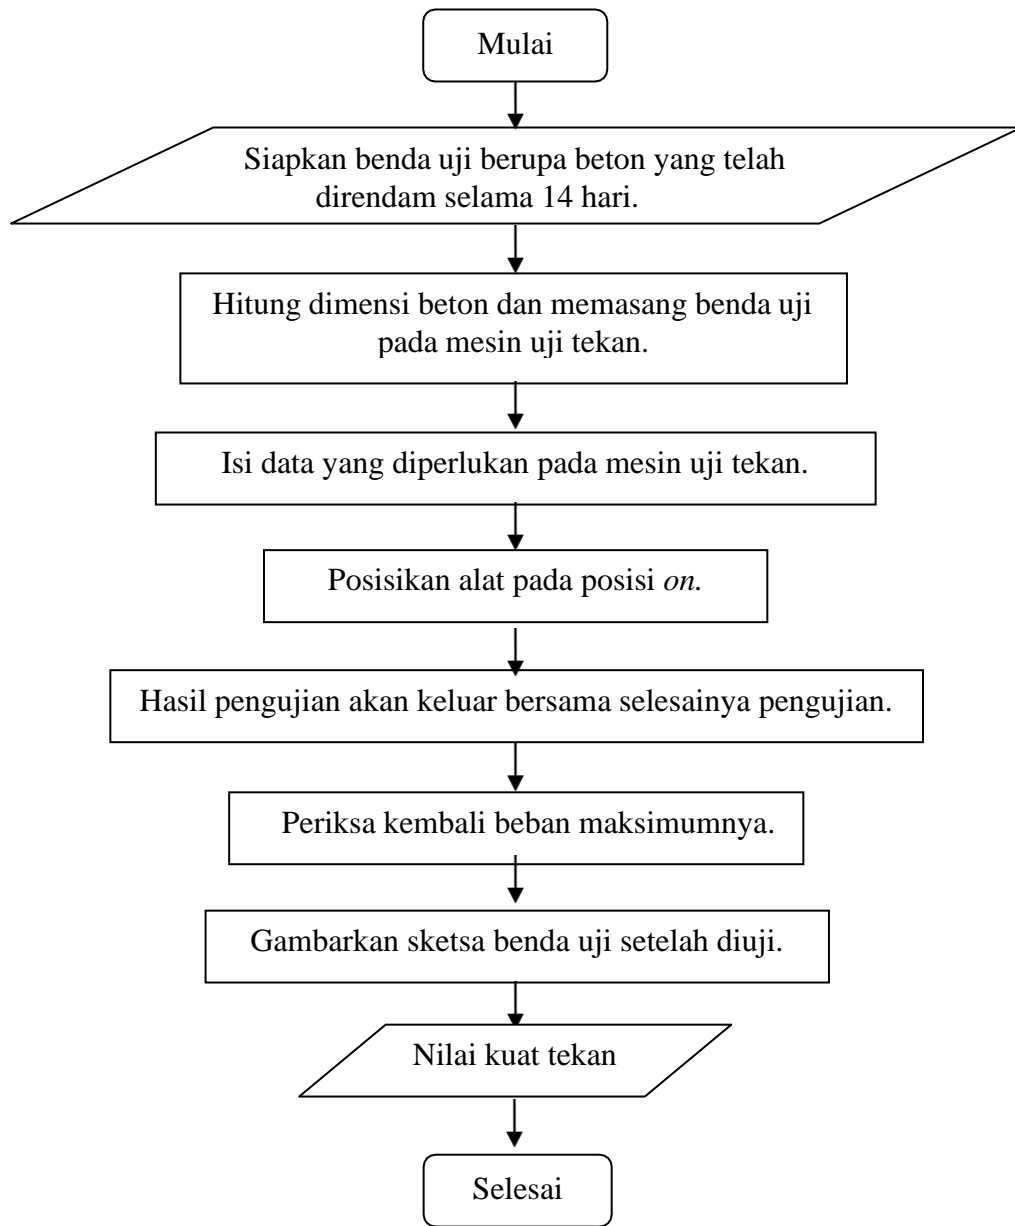 Mulai
Siapkan benda uji berupa beton yang telah
direndam selama 14 hari.
Hitung dimensi beton dan memasang benda uji
pada mesin uji tekan.
Isi data yang diperlukan pada mesin uji tekan.
Posisikan alat pada posisi on.
Hasil pengujian akan keluar bersama selesainya pengujian.
Periksa kembali beban maksimumnya.
Gambarkan sketsa benda uji setelah diuji.
Nilai kuat tekan
Selesai